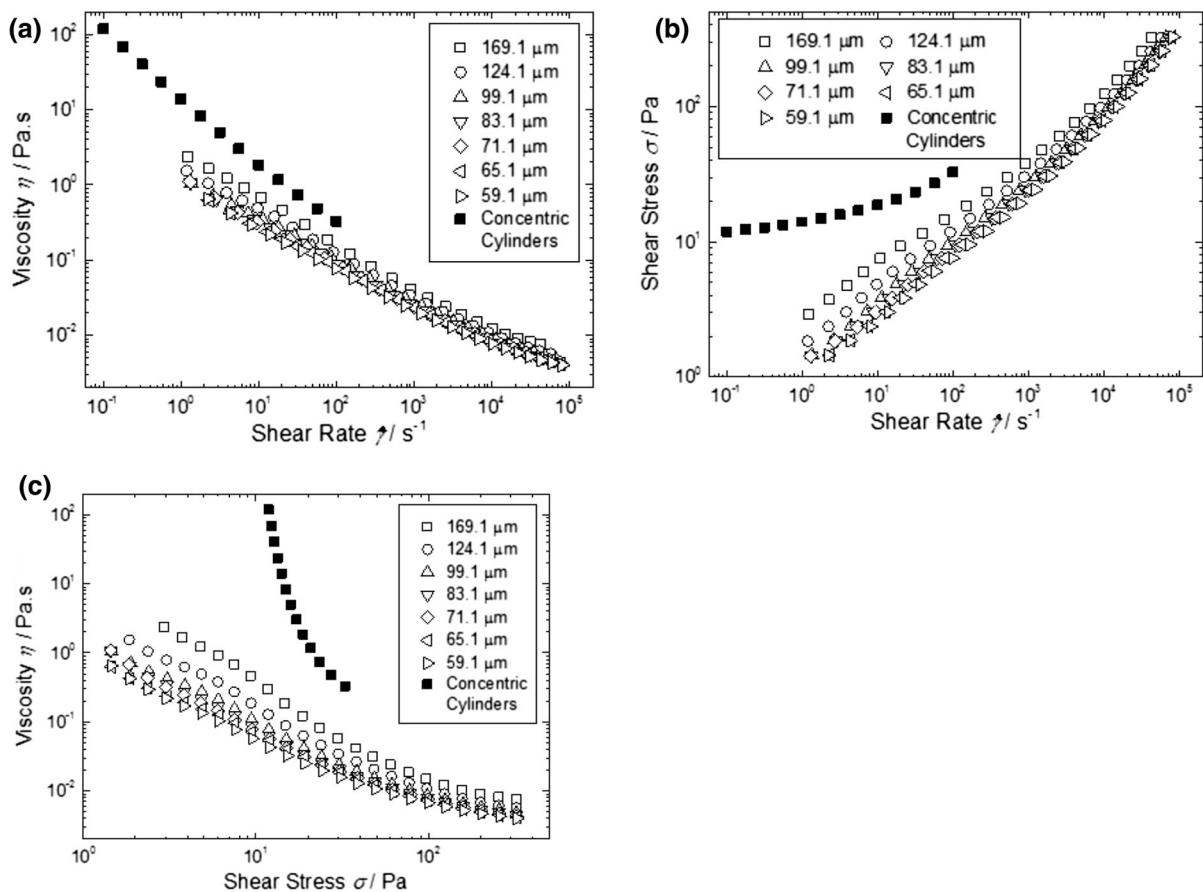 (a)
10²
10¹
10⁰
10⁻¹
10⁻²
Viscosity η / Pa.s
169.1 μm
124.1 μm
99.1 μm
83.1 μm
71.1 μm
65.1 μm
59.1 μm
Concentric
Cylinders
10⁻¹ 10⁰ 10¹ 10² 10³ 10⁴ 10⁵
Shear Rate γ̇ / s⁻¹
(b)
10²
10¹
10⁰
Shear Stress σ / Pa
169.1 μm 124.1 μm
99.1 μm 83.1 μm
71.1 μm 65.1 μm
59.1 μm Concentric
Cylinders
10⁻¹ 10⁰ 10¹ 10² 10³ 10⁴ 10⁵
Shear Rate γ̇ / s⁻¹
(c)
10²
10¹
10⁰
10⁻¹
10⁻²
Viscosity η / Pa.s
169.1 μm
124.1 μm
99.1 μm
83.1 μm
71.1 μm
65.1 μm
59.1 μm
Concentric
Cylinders
10⁰ 10¹ 10²
Shear Stress σ / Pa